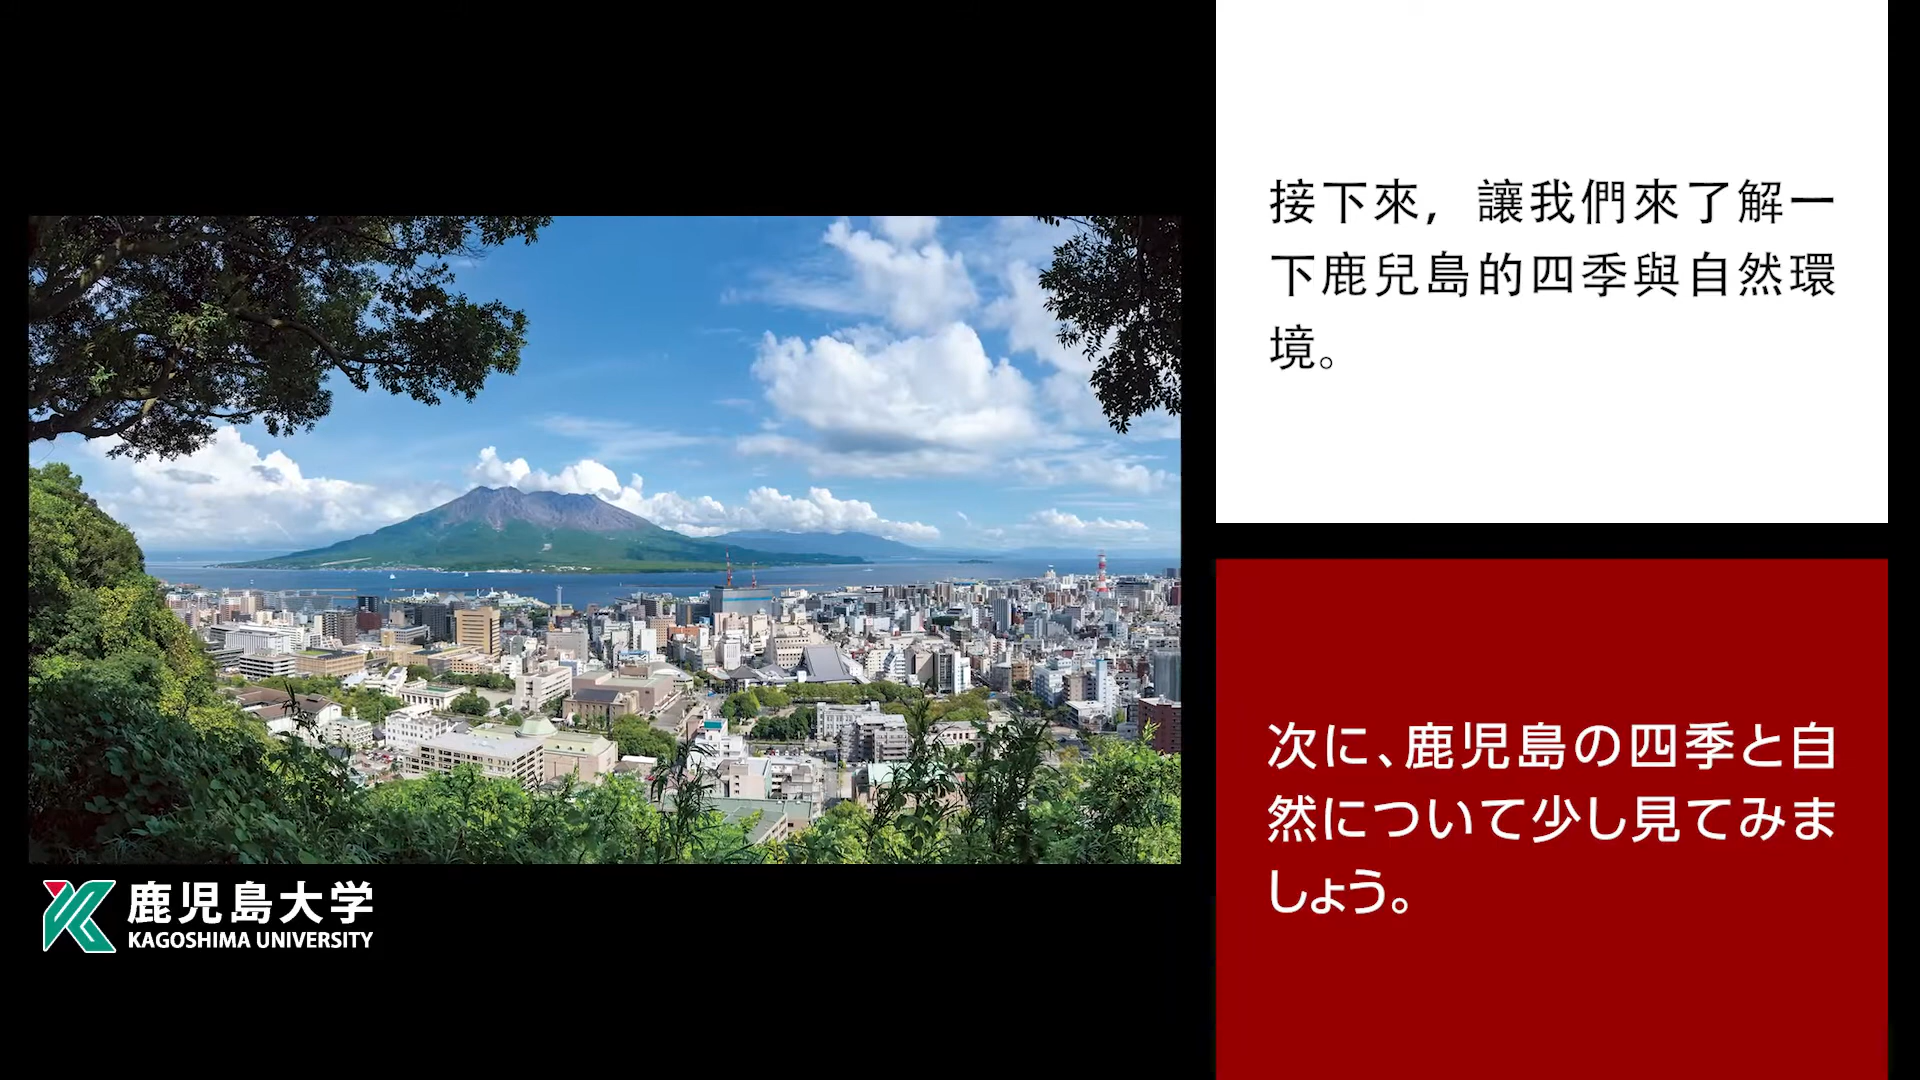 接下來，讓我們來了解一
下鹿兒島的四季與自然環
境。
次に、鹿児島の四季と自
然について少し見てみま
しょう。
鹿児島大学
KAGOSHIMA UNIVERSITY